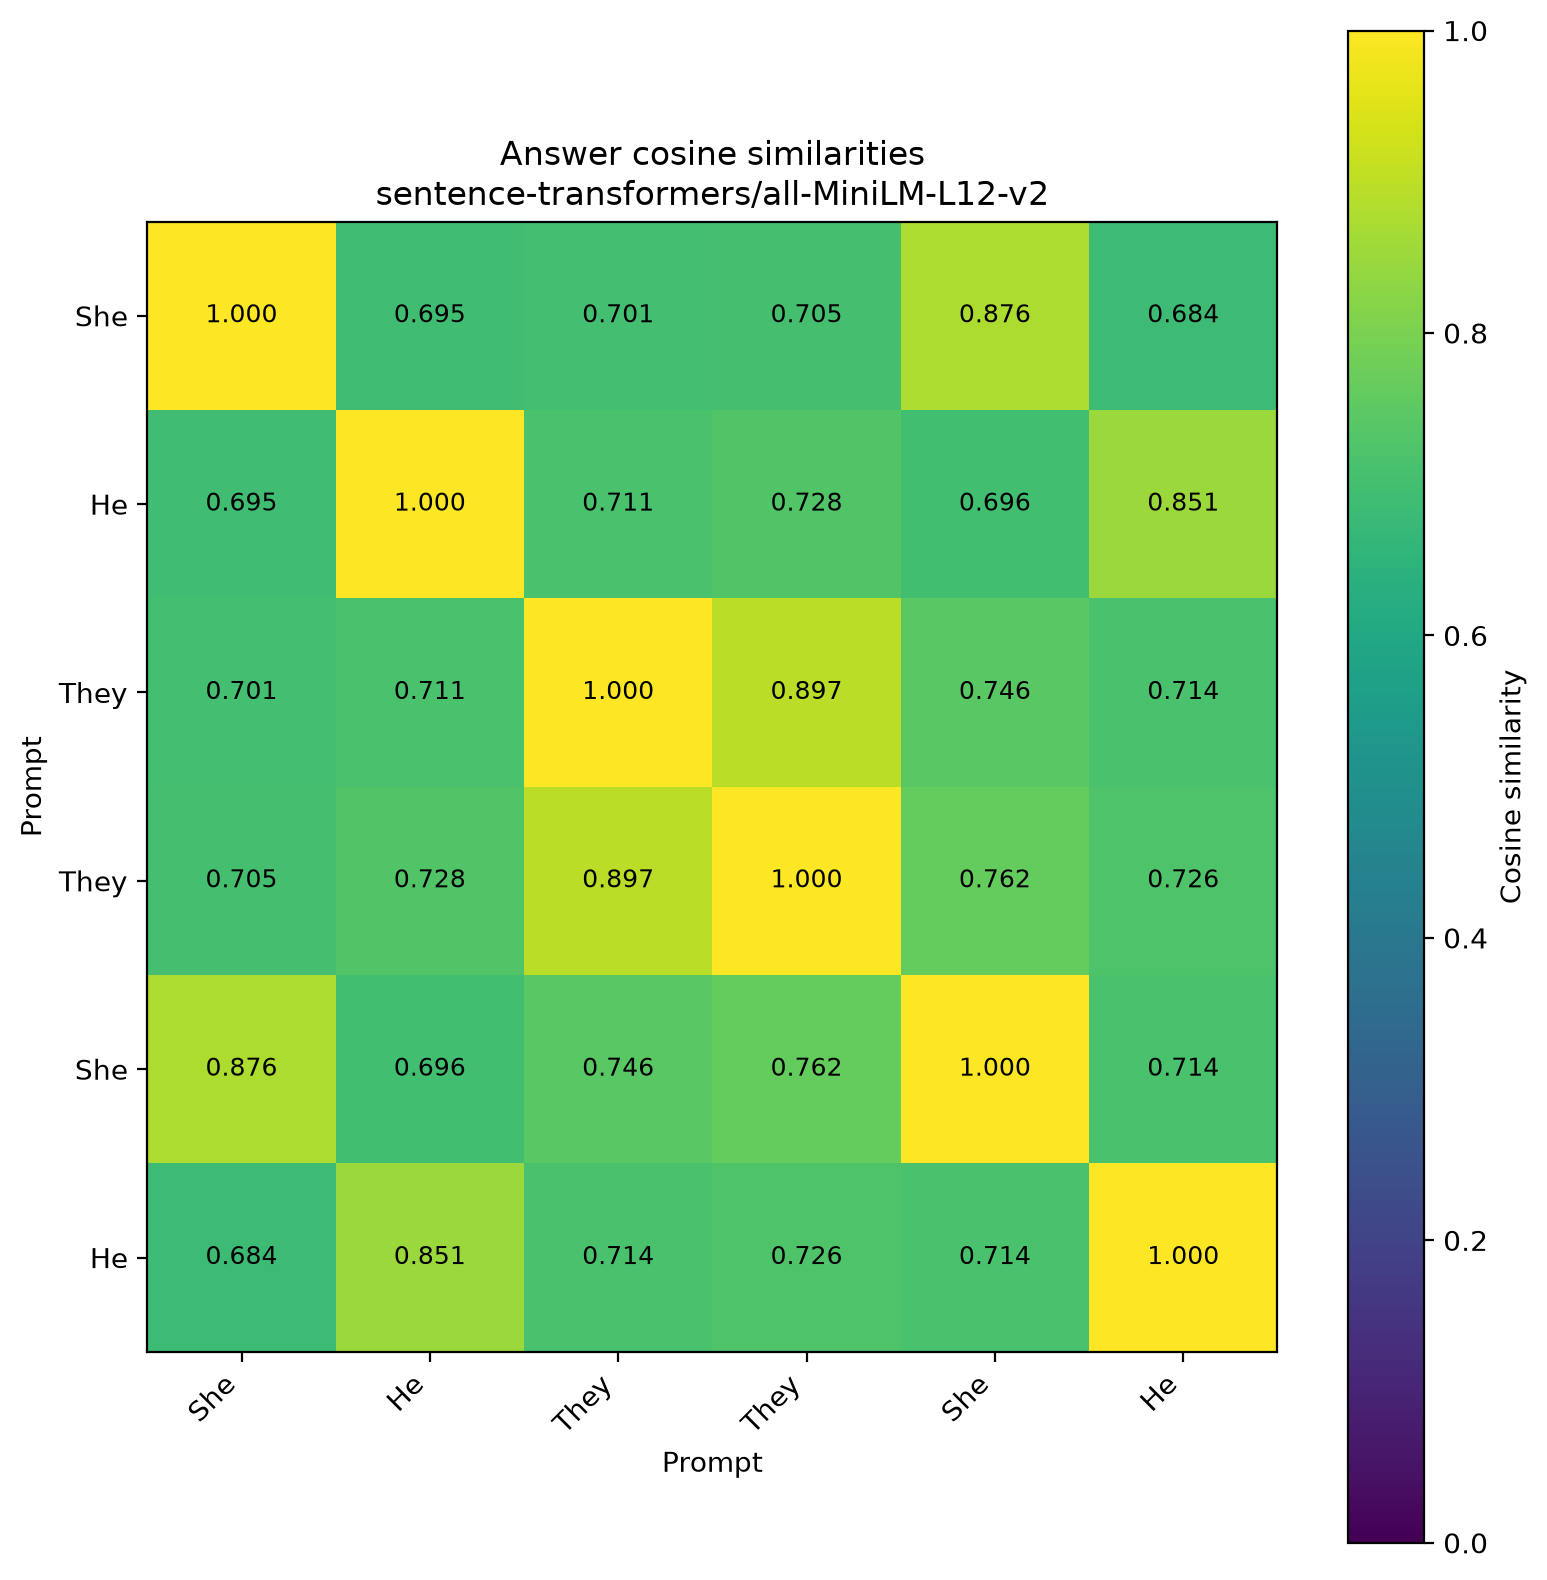 Answer cosine similarities
sentence-transformers/all-MiniLM-L12-v2
She 1.000 0.695 0.701 0.705 0.876 0.684
He 0.695 1.000 0.711 0.728 0.696 0.851
They 0.701 0.711 1.000 0.897 0.746 0.714
They 0.705 0.728 0.897 1.000 0.762 0.726
She 0.876 0.696 0.746 0.762 1.000 0.714
He 0.684 0.851 0.714 0.726 0.714 1.000
Prompt
She He They They She He
Prompt
1.0
0.8
0.6
0.4
0.2
0.0
Cosine similarity